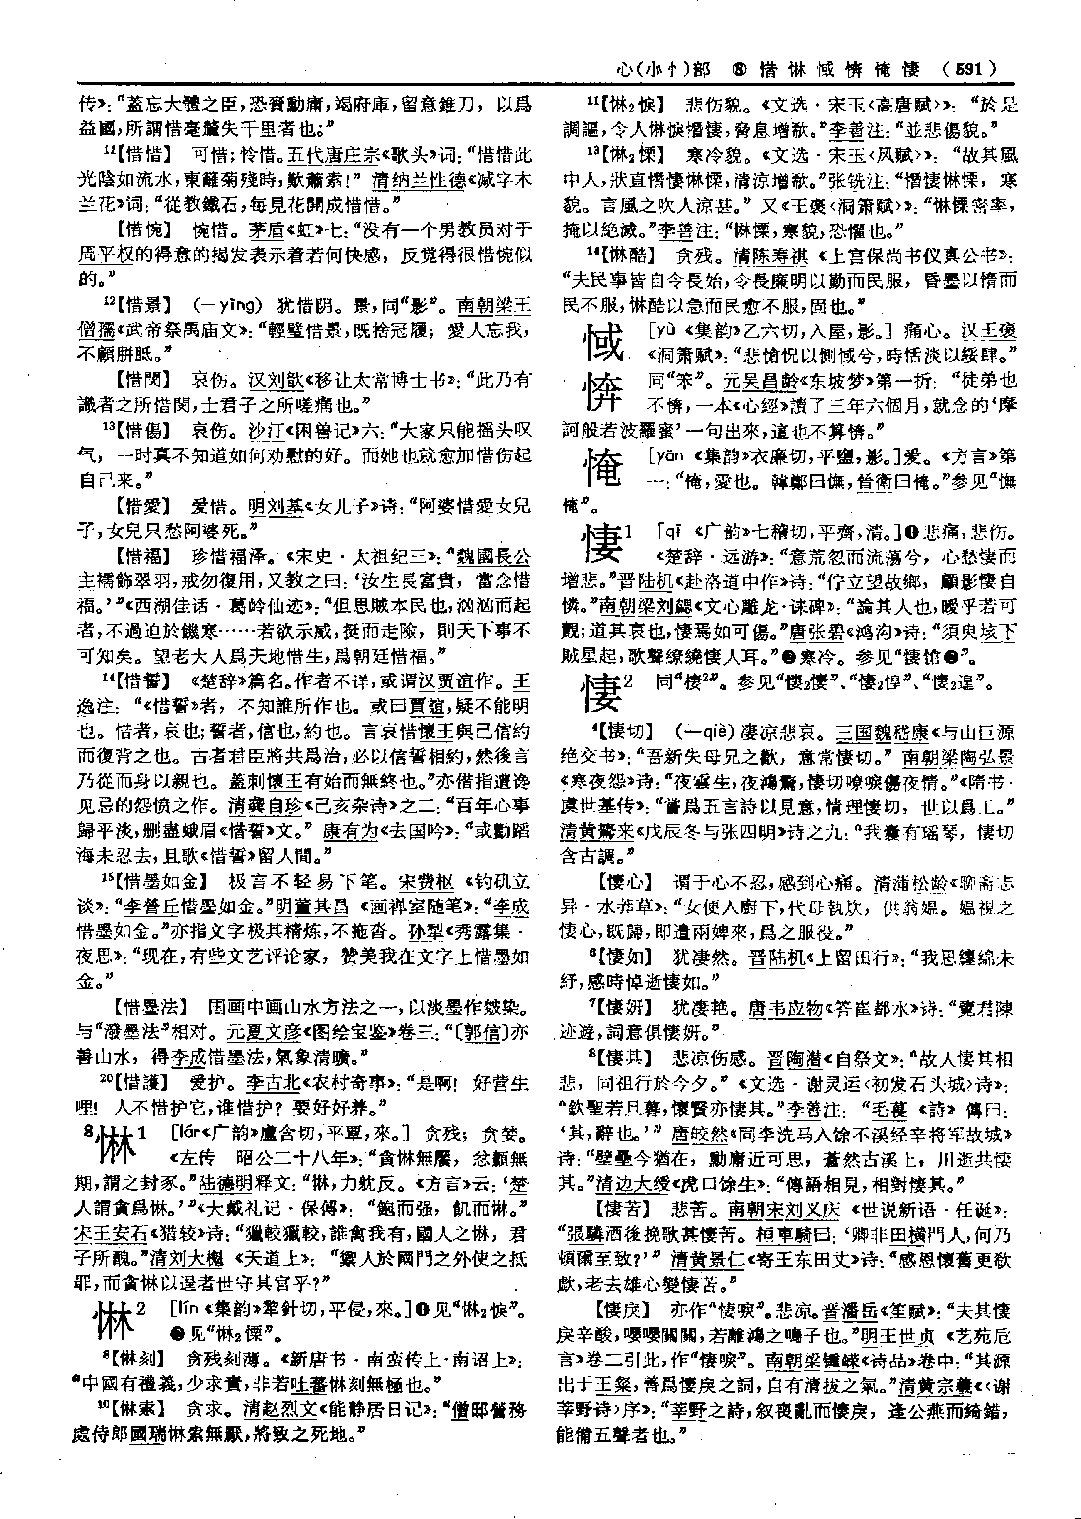 心(小忄)部 ⑧ 惜惏惐㥉俺悽 (591)
传》：“蓋忘大體之臣，恐費勳庸，竭府庫，留意錐刀，以爲
益國，所謂惜毫釐失千里者也。”
¹¹【惜惜】 可惜；怜惜。五代唐庄宗《歌头》词：“惜惜此
光陰如流水，東籬菊殘時，歎蕭索！” 清纳兰性德《减字木
兰花》词：“從教鐵石，每見花開成惜惜。”
【惜惋】 惋惜。茅盾《虹》七：“没有一个男教员对于
周平权的得意的揭发表示着若何快感，反觉得很惜惋似
的。”
¹²【惜景】 (—yǐng) 犹惜阴。景，同“影”。南朝梁王
僧孺《武帝祭禹庙文》：“輕璧惜景，既捨冠履；愛人忘我，
不顧胼胝。”
【惜閔】 哀伤。汉刘歆《移让太常博士书》：“此乃有
識者之所惜閔，士君子之所嗟痛也。”
¹³【惜傷】 哀伤。沙汀《困兽记》六：“大家只能摇头叹
气，一时真不知道如何劝慰的好。而她也就愈加惜伤起
自己来。”
【惜愛】 爱惜。明刘基《女儿子》诗：“阿婆惜愛女兒
子，女兒只愁阿婆死。”
【惜福】 珍惜福泽。《宋史·太祖纪三》：“魏國長公
主襦飾翠羽，戒勿復用，又教之曰：‘汝生長富貴，當念惜
福。’”《西湖佳话·葛岭仙迹》：“但思贼本民也，汹汹而起
者，不過迫於饑寒……若欲示威，挺而走險，則天下事不
可知矣。望老大人爲天地惜生，爲朝廷惜福。”
¹⁴【惜誓】 《楚辞》篇名。作者不详，或谓汉贾谊作。王
逸注：“《惜誓》者，不知誰所作也。或曰賈誼，疑不能明
也。惜者，哀也；誓者，信也，約也。言哀惜懷王與己信約
而復背之也。古者君臣將共爲治，必以信誓相約，然後言
乃從而身以親也。蓋刺懷王有始而無終也。”亦借指遭谗
见忌的怨愤之作。清龚自珍《己亥杂诗》之二：“百年心事
歸平淡，删盡蛾眉《惜誓》文。” 康有为《去国吟》：“或勸蹈
海未忍去，且歌《惜誓》留人間。”
¹⁵【惜墨如金】 极言不轻易下笔。宋费枢《钓矶立
谈》：“李營丘惜墨如金。”明董其昌《画禅室随笔》：“李成
惜墨如金。”亦指文字极其精炼，不拖沓。孙犁《秀露集·
夜思》：“现在，有些文艺评论家，赞美我在文字上惜墨如
金。”
【惜墨法】 国画中画山水方法之一，以淡墨作皴染。
与“潑墨法”相对。元夏文彦《图绘宝鉴》卷三：“〔郭信〕亦
善山水，得李成惜墨法，氣象清曠。”
²⁰【惜護】 爱护。李古北《农村奇事》：“是啊！好营生
哩！人不惜护它，谁惜护？要好好养。”
⁸惏1 [lán《广韵》盧含切，平覃，來。] 贪残；贪婪。
《左传 昭公二十八年》：“貪惏無饜，忿纇無
期，謂之封豕。”陆德明释文：“惏，力躭反。《方言》云：‘楚
人謂貪爲惏。’”《大戴礼记·保傅》：“飽而强，飢而惏。”
宋王安石《猎较》诗：“獵較獵較，誰禽我有，國人之惏，君
子所醜。”清刘大櫆《天道上》：“禦人於國門之外使之抵
罪，而貪惏以逞者世守其宫乎？”
惏2 [lín《集韵》犂針切，平侵，來。]❶见“惏₂悷”。
❷见“惏₂慄”。
⁸【惏刻】 贪残刻薄。《新唐书·南蛮传上·南诏上》：
“中國有禮義，少求責，非若吐蕃惏刻無極也。”
¹⁰【惏索】 贪求。清赵烈文《能静居日记》：“僧邸營務
處侍郎國瑞惏索無厭，將致之死地。”
¹¹【惏₂悷】 悲伤貌。《文选·宋玉〈高唐赋〉》：“於是
調謳，令人惏悷憯悽，脅息增欷。”李善注：“並悲傷貌。”
¹³【惏₂慄】 寒冷貌。《文选·宋玉〈风赋〉》：“故其風
中人，狀直憯悽惏慄，清涼增欷。”张铣注：“憯悽惏慄，寒
貌。言風之吹人涼甚。” 又《王褒〈洞箫赋〉》：“惏慄密率，
掩以絶滅。”李善注：“惏慄，寒貌，恐懼也。”
¹⁴【惏酷】 贪残。清陈寿祺《上宫保尚书仪真公书》：
“夫民事皆自令長始，令長廉明以勤而民服，昏墨以惰而
民不服，惏酷以急而民愈不服，固也。”
惐 [yù《集韵》乙六切，入屋，影。] 痛心。汉王褒
《洞箫赋》：“悲愴怳以惻惐兮，時恬淡以綏肆。”
㥉 同“笨”。元吴昌龄《东坡梦》第一折：“徒弟也
不㥉，一本《心經》讀了三年六個月，就念的‘摩
訶般若波羅蜜’一句出來，這也不算㥉。”
俺 [yān《集韵》衣廉切，平鹽，影。]爱。《方言》第
一：“俺，愛也。韓鄭曰憮，晉衛曰俺。”参见“憮
俺”。
悽1 [qī《广韵》七稽切，平齊，清。]❶悲痛；悲伤。
《楚辞·远游》：“意荒忽而流蕩兮，心愁悽而
增悲。”晋陆机《赴洛道中作》诗：“佇立望故鄉，顧影悽自
憐。”南朝梁刘勰《文心雕龙·诔碑》：“論其人也，曖乎若可
覿；道其哀也，悽焉如可傷。”唐张碧《鸿沟》诗：“須臾垓下
賊星起，歌聲繚繞悽人耳。”❷寒冷。参见“悽愴❷”。
悽2 同“棲²”。参见“悽₂悽”、“悽₂惶”、“悽₂遑”。
⁴【悽切】 (—qiè) 凄凉悲哀。三国魏嵇康《与山巨源
绝交书》：“吾新失母兄之歡，意常悽切。” 南朝梁陶弘景
《寒夜怨》诗：“夜雲生，夜鴻驚，悽切嘹唳傷夜情。”《隋书·
虞世基传》：“嘗爲五言詩以見意，情理悽切，世以爲工。”
清黄鷟来《戊辰冬与张四明》诗之九：“我囊有瑶琴，悽切
含古調。”
【悽心】 谓于心不忍，感到心痛。清蒲松龄《聊斋志
异·水莽草》：“女使入廚下，代母執炊，供翁媪。媪視之
悽心，既歸，即遣兩婢來，爲之服役。”
⁶【悽如】 犹凄然。晋陆机《上留田行》：“我思纏綿未
紓，感時悼逝悽如。”
⁷【悽妍】 犹凄艳。唐韦应物《答崔都水》诗：“覽君陳
迹遊，詞意俱悽妍。”
⁸【悽其】 悲凉伤感。晋陶潜《自祭文》：“故人悽其相
悲，同祖行於今夕。” 《文选·谢灵运〈初发石头城〉诗》：
“欽聖若旦暮，懷賢亦悽其。”李善注：“毛萇《詩》傳曰：
‘其，辭也。’” 唐皎然《同李洗马入馀不溪经辛将军故城》
诗：“壁壘今猶在，勳庸近可思，蒼然古溪上，川逝共悽
其。”清边大绶《虎口馀生》：“傳語相見，相對悽其。”
【悽苦】 悲苦。南朝宋刘义庆《世说新语·任诞》：
“張驎酒後挽歌甚悽苦。桓車騎曰：‘卿非田横門人，何乃
頓爾至致？’” 清黄景仁《寄王东田丈》诗：“感恩懷舊更欷
歔，老去雄心變悽苦。”
【悽戾】 亦作“悽唳”。悲凉。晋潘岳《笙赋》：“夫其悽
戾辛酸，嚶嚶關關，若離鴻之鳴子也。”明王世贞《艺苑卮
言》卷二引此，作“悽唳”。南朝梁锺嵘《诗品》卷中：“其源
出于王粲，善爲悽戾之詞，自有清拔之氣。”清黄宗羲《〈谢
莘野诗〉序》：“莘野之詩，叙喪亂而悽戾，逢公燕而綺錯，
能備五聲者也。”